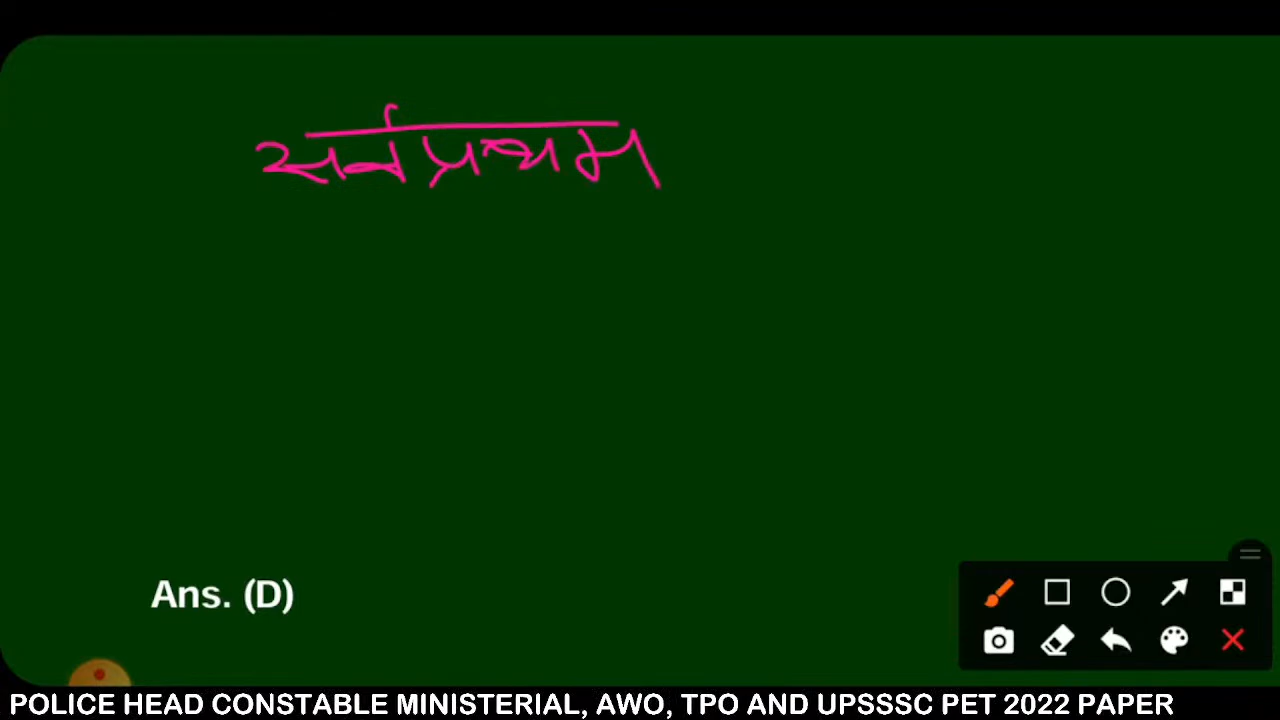 सर्वप्रथम
Ans. (D)
POLICE HEAD CONSTABLE MINISTERIAL, AWO, TPO AND UPSSSC PET 2022 PAPER